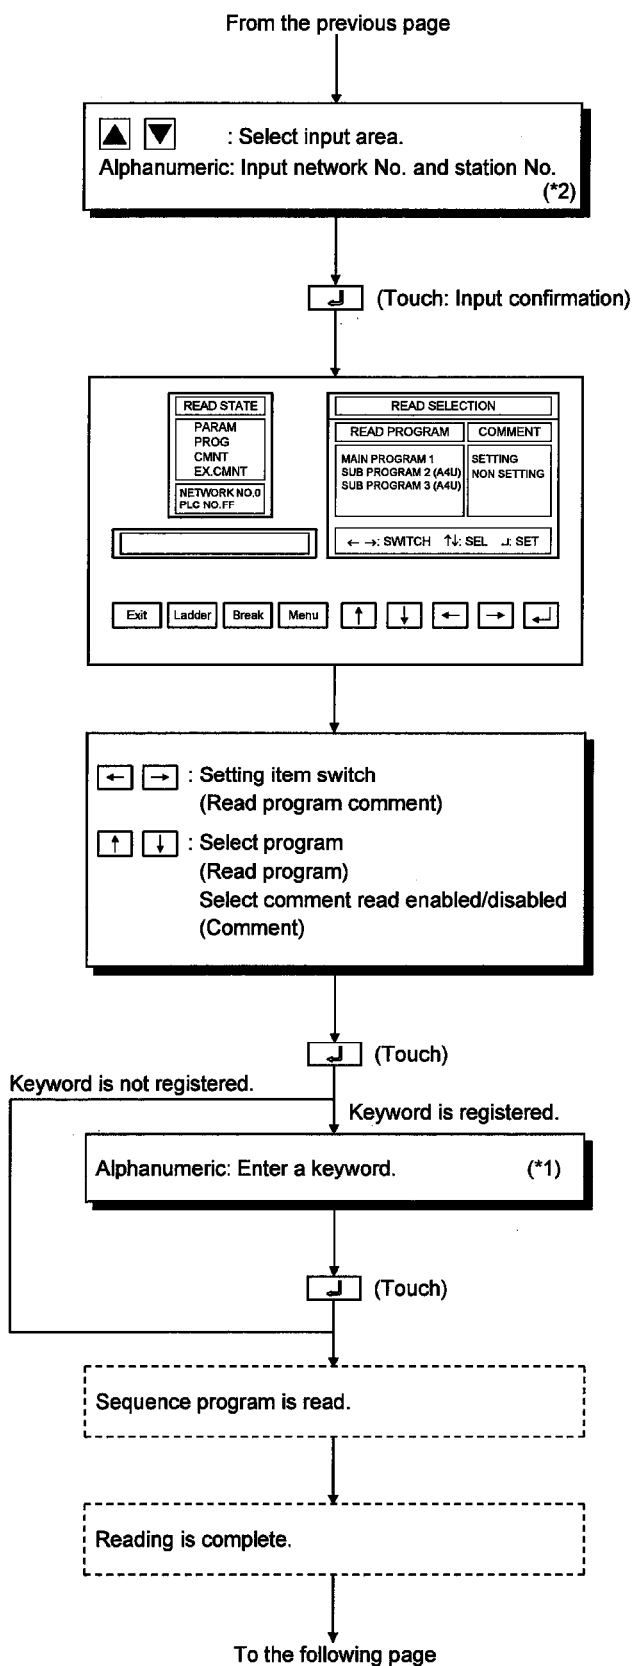 From the previous page
▲ ▼ : Select input area.
Alphanumeric: Input network No. and station No.
(*2)
↵ (Touch: Input confirmation)
READ STATE
PARAM
PROG
CMNT
EX.CMNT
NETWORK NO.0
PLC NO.FF
READ SELECTION
READ PROGRAM COMMENT
MAIN PROGRAM 1 SETTING
SUB PROGRAM 2 (A4U) NON SETTING
SUB PROGRAM 3 (A4U)
← →: SWITCH ↑↓: SEL ↵: SET
Exit Ladder Break Menu ↑ ↓ ← → ↵
← → : Setting item switch
(Read program comment)
↑ ↓ : Select program
(Read program)
Select comment read enabled/disabled
(Comment)
↵ (Touch)
Keyword is not registered.
Keyword is registered.
Alphanumeric: Enter a keyword. (*1)
↵ (Touch)
Sequence program is read.
Reading is complete.
To the following page